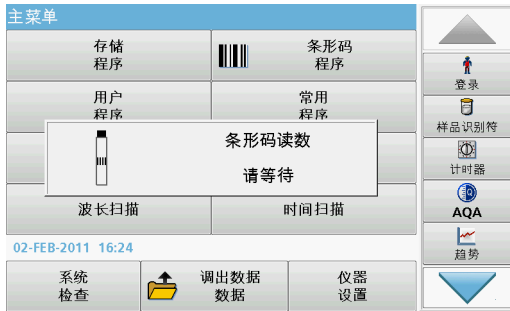 主菜单
存储
程序
条形码
程序
用户
程序
常用
程序
条形码读数
请等待
波长扫描
时间扫描
02-FEB-2011 16:24
系统
检查
调出数据
数据
仪器
设置
登录
样品识别符
计时器
AQA
趋势